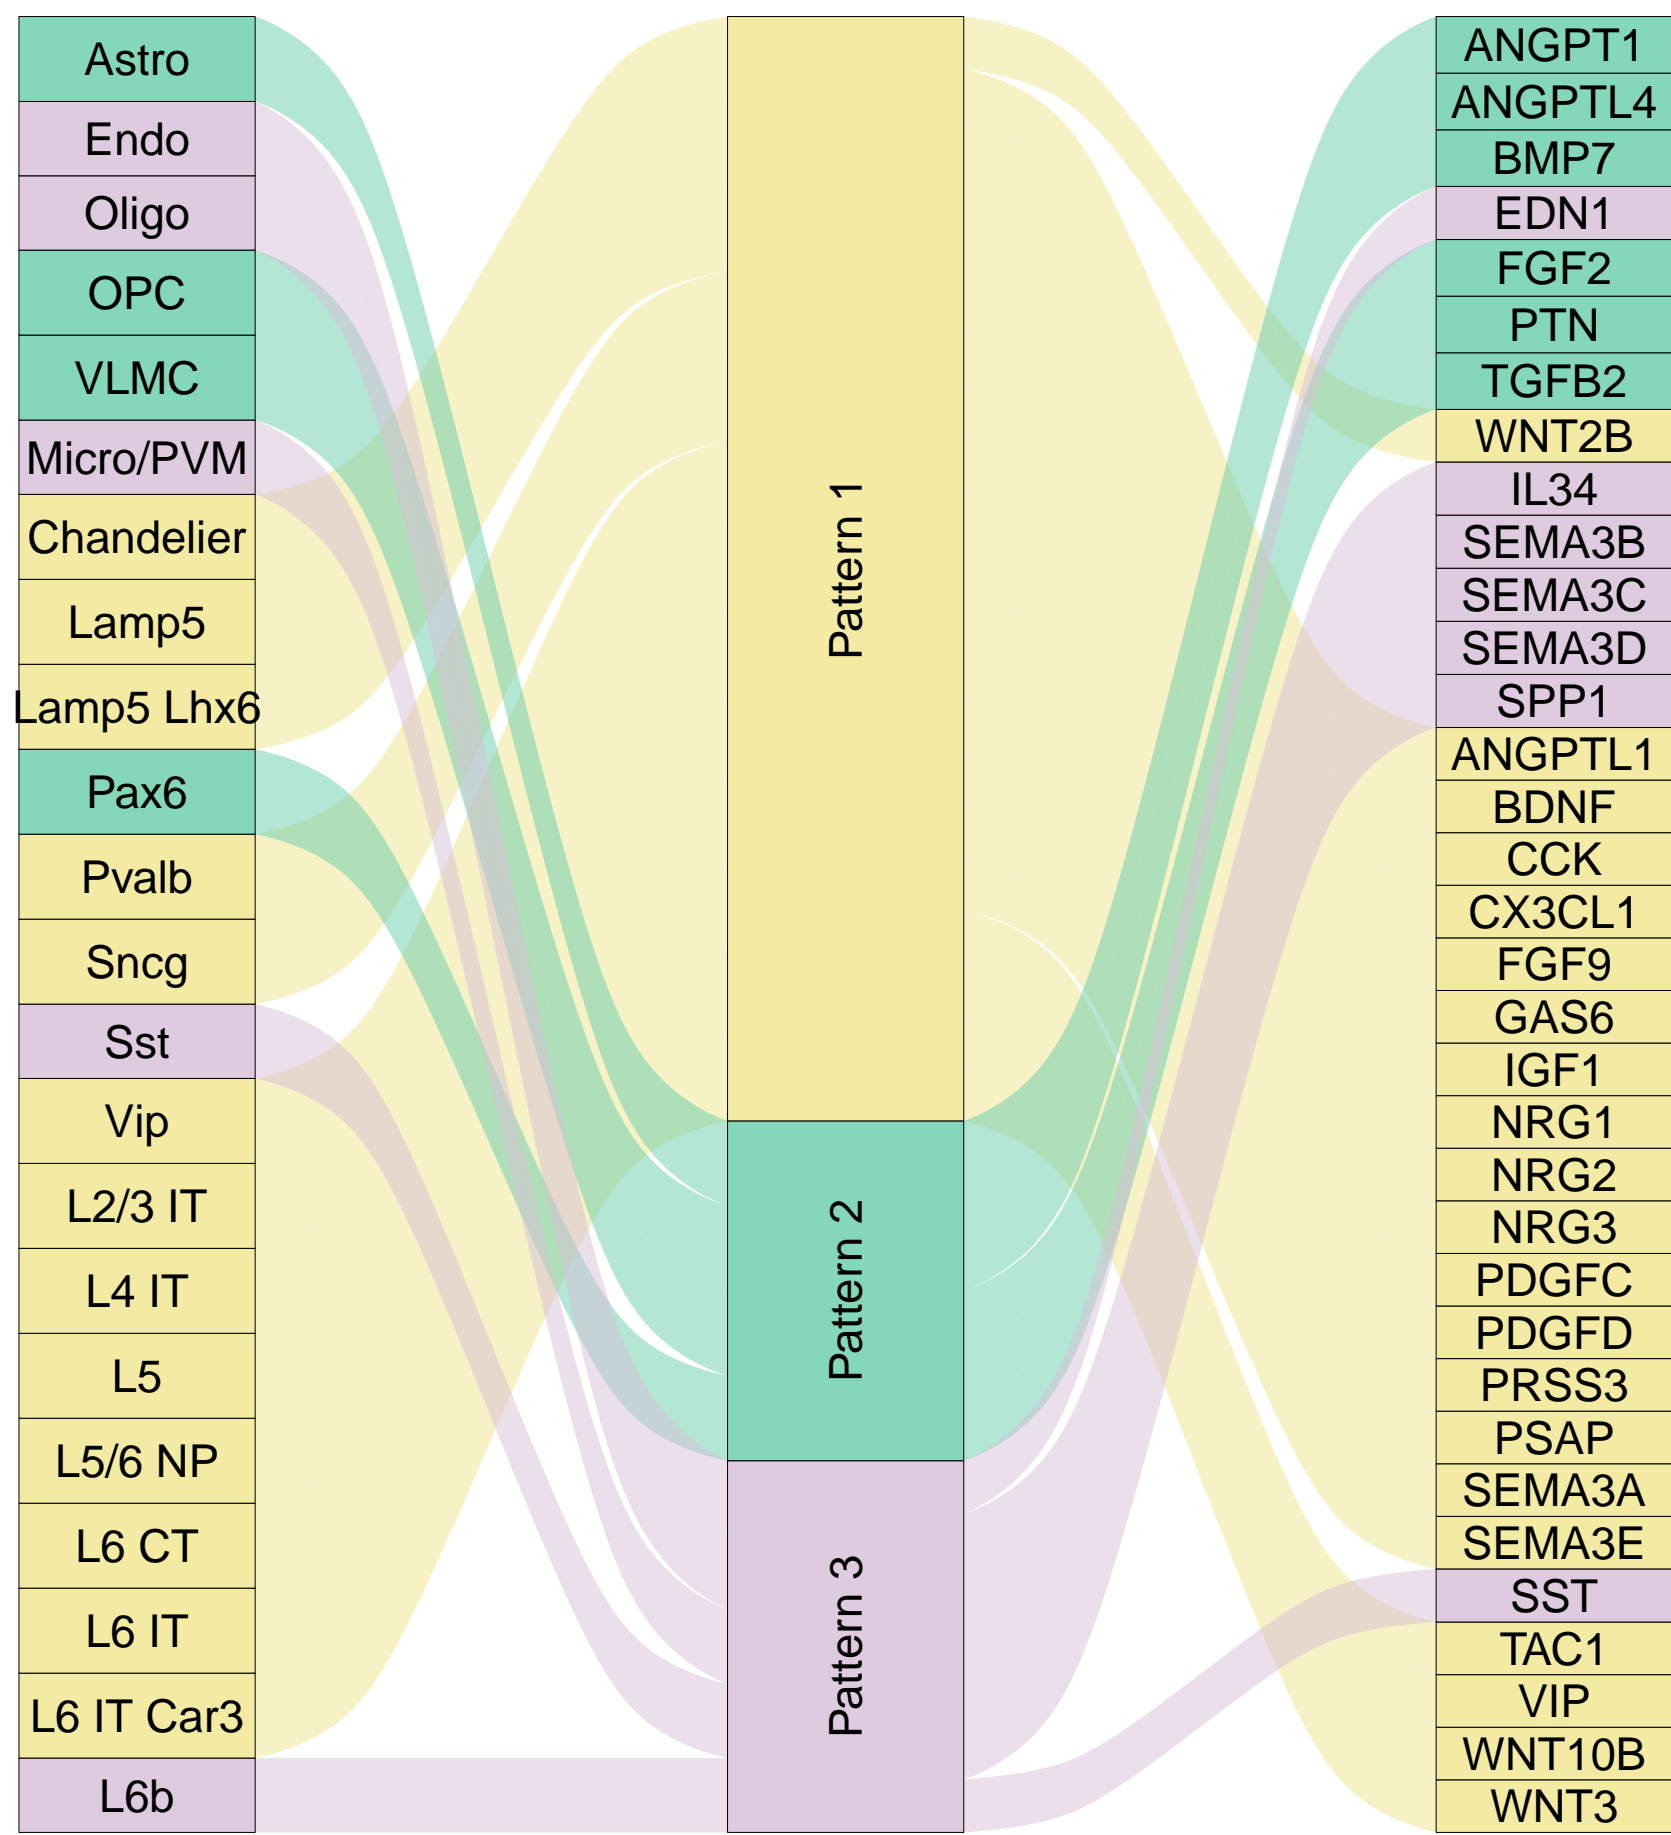 Astro
Endo
Oligo
OPC
VLMC
Micro/PVM
Chandelier
Lamp5
Lamp5 Lhx6
Pax6
Pvalb
Sncg
Sst
Vip
L2/3 IT
L4 IT
L5
L5/6 NP
L6 CT
L6 IT
L6 IT Car3
L6b
Pattern 1
Pattern 2
Pattern 3
ANGPT1
ANGPTL4
BMP7
EDN1
FGF2
PTN
TGFB2
WNT2B
IL34
SEMA3B
SEMA3C
SEMA3D
SPP1
ANGPTL1
BDNF
CCK
CX3CL1
FGF9
GAS6
IGF1
NRG1
NRG2
NRG3
PDGFC
PDGFD
PRSS3
PSAP
SEMA3A
SEMA3E
SST
TAC1
VIP
WNT10B
WNT3